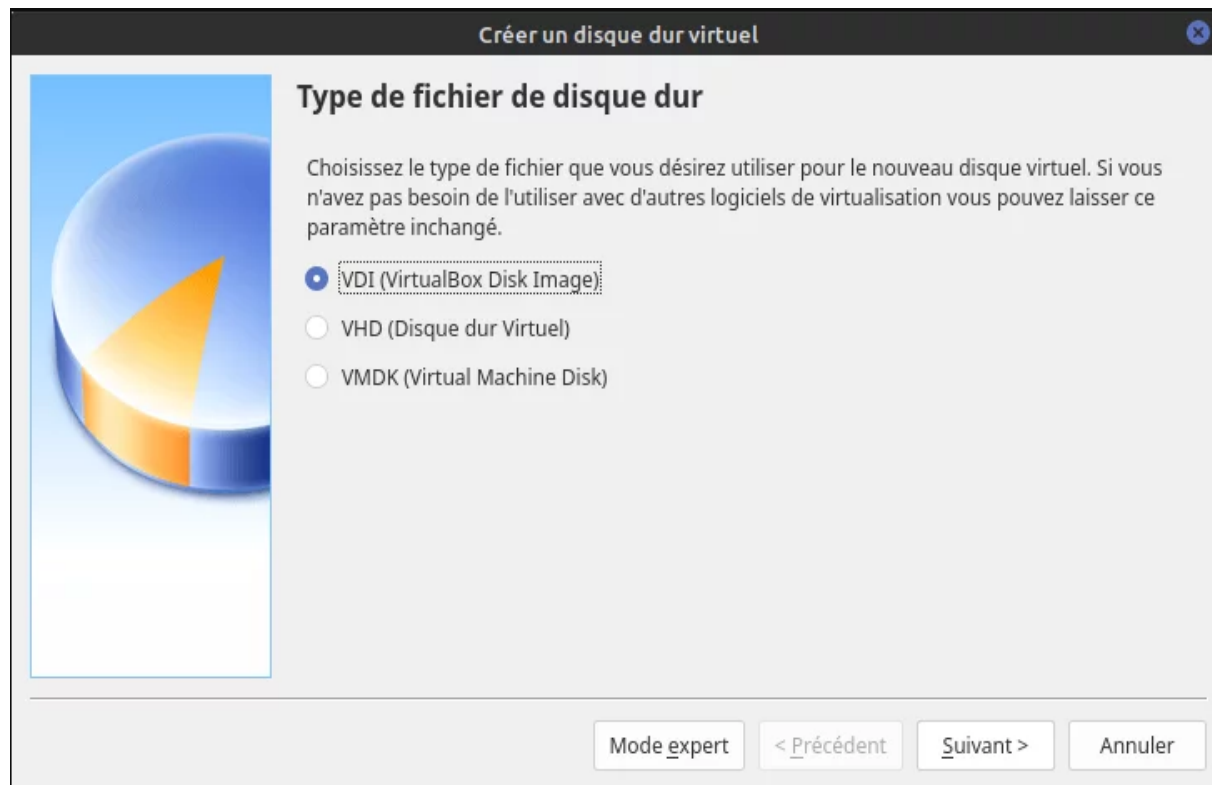 Créer un disque dur virtuel
Type de fichier de disque dur
Choisissez le type de fichier que vous désirez utiliser pour le nouveau disque virtuel. Si vous
n'avez pas besoin de l'utiliser avec d'autres logiciels de virtualisation vous pouvez laisser ce
paramètre inchangé.
VDI (VirtualBox Disk Image)
VHD (Disque dur Virtuel)
VMDK (Virtual Machine Disk)
Mode expert < Précédent Suivant > Annuler